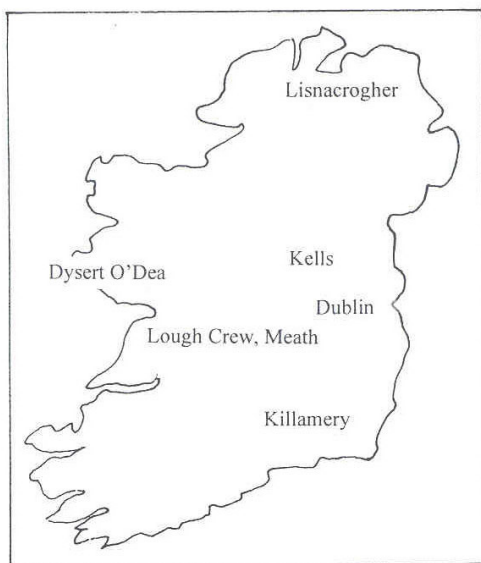 Lisnacrogher
Kells
Dysert O’Dea
Dublin
Lough Crew, Meath
Killamery